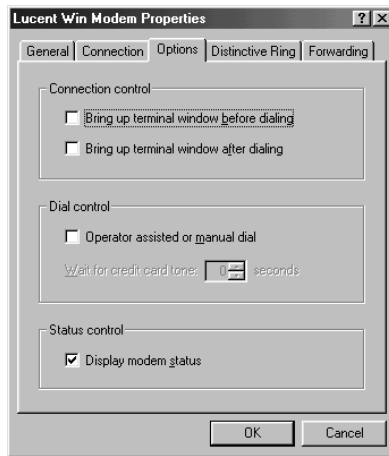 Lucent Win Modem Properties
General Connection Options Distinctive Ring Forwarding
Connection control
Bring up terminal window before dialing
Bring up terminal window after dialing
Dial control
Operator assisted or manual dial
Wait for credit card tone: 0 seconds
Status control
Display modem status
OK Cancel